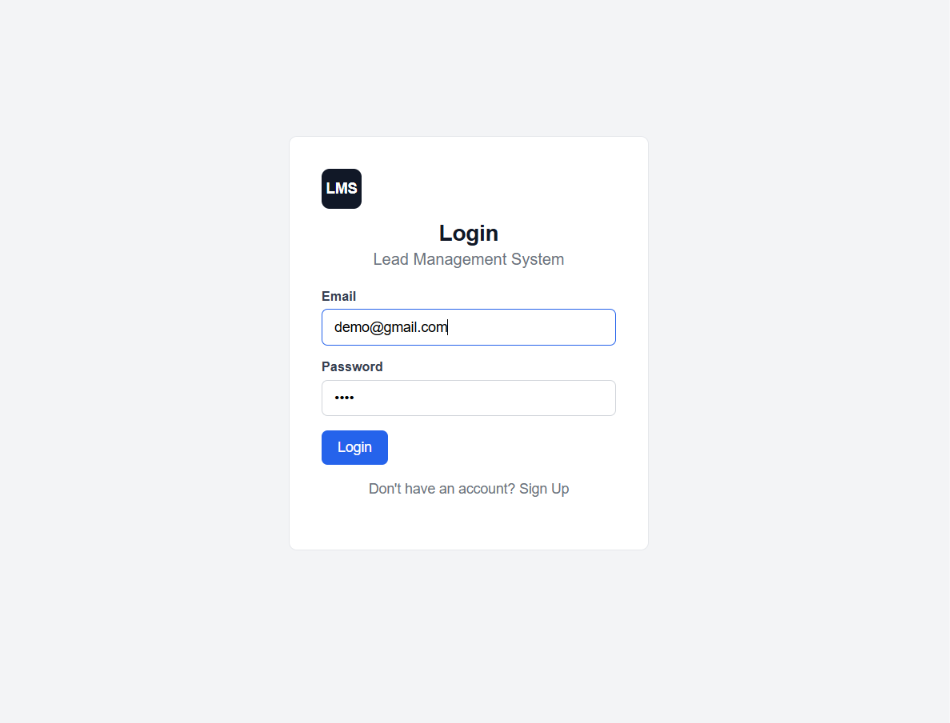 LMS
Login
Lead Management System
Email
demo@gmail.com
Password
••••
Login
Don't have an account? Sign Up